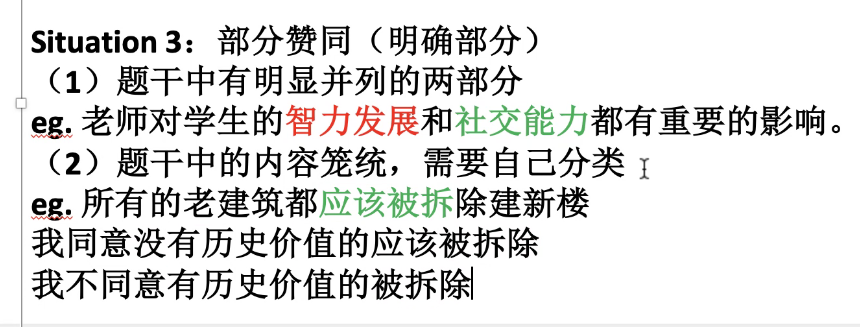 Situation 3：部分赞同（明确部分）
（1）题干中有明显并列的两部分
eg. 老师对学生的智力发展和社交能力都有重要的影响。
（2）题干中的内容笼统，需要自己分类
eg. 所有的老建筑都应该被拆除建新楼
我同意没有历史价值的应该被拆除
我不同意有历史价值的被拆除